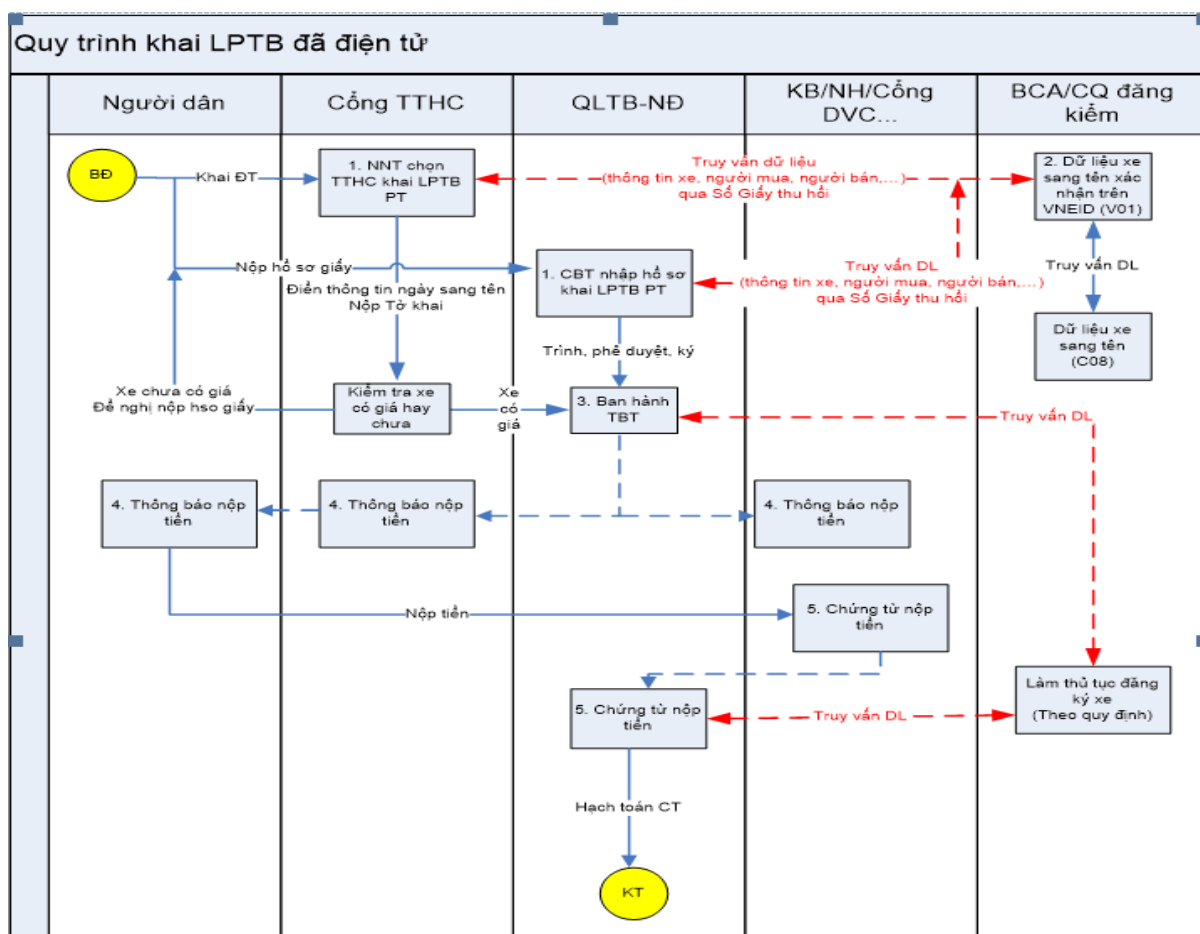 Quy trình khai LPTB đã điện tử
Người dân
Cổng TTHC
QLTB-NĐ
KB/NH/Cổng
DVC...
BCA/CQ đăng
kiểm
BĐ
Khai ĐT
1. NNT chọn
TTHC khai LPTB
PT
Truy vấn dữ liệu
(thông tin xe, người mua, người bán,...)
qua Số Giấy thu hồi
2. Dữ liệu xe
sang tên xác
nhận trên
VNEID (V01)
Nộp hồ sơ giấy
Điền thông tin ngày sang tên
Nộp Tờ khai
1. CBT nhập hồ sơ
khai LPTB PT
Truy vấn DL
(thông tin xe, người mua, người bán,...)
qua Số Giấy thu hồi
Truy vấn DL
Dữ liệu xe
sang tên
(C08)
Trình, phê duyệt, ký
Xe chưa có giá
Đề nghị nộp hso giấy
Kiểm tra xe
có giá hay
chưa
Xe
có
giá
3. Ban hành
TBT
Truy vấn DL
4. Thông báo nộp
tiền
4. Thông báo nộp
tiền
4. Thông báo nộp
tiền
Nộp tiền
5. Chứng từ nộp
tiền
5. Chứng từ nộp
tiền
Truy vấn DL
Làm thủ tục đăng
ký xe
(Theo quy định)
Hạch toán CT
KT